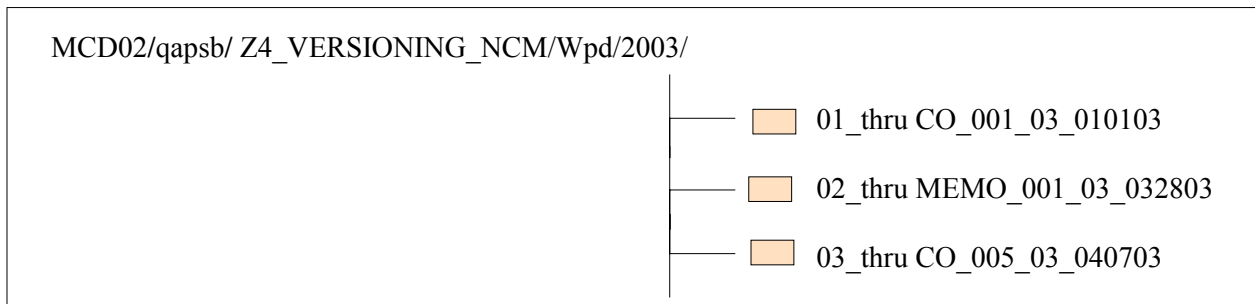 MCD02/qapsb/ Z4_VERSIONING_NCM/Wpd/2003/
01_thru CO_001_03_010103
02_thru MEMO_001_03_032803
03_thru CO_005_03_040703